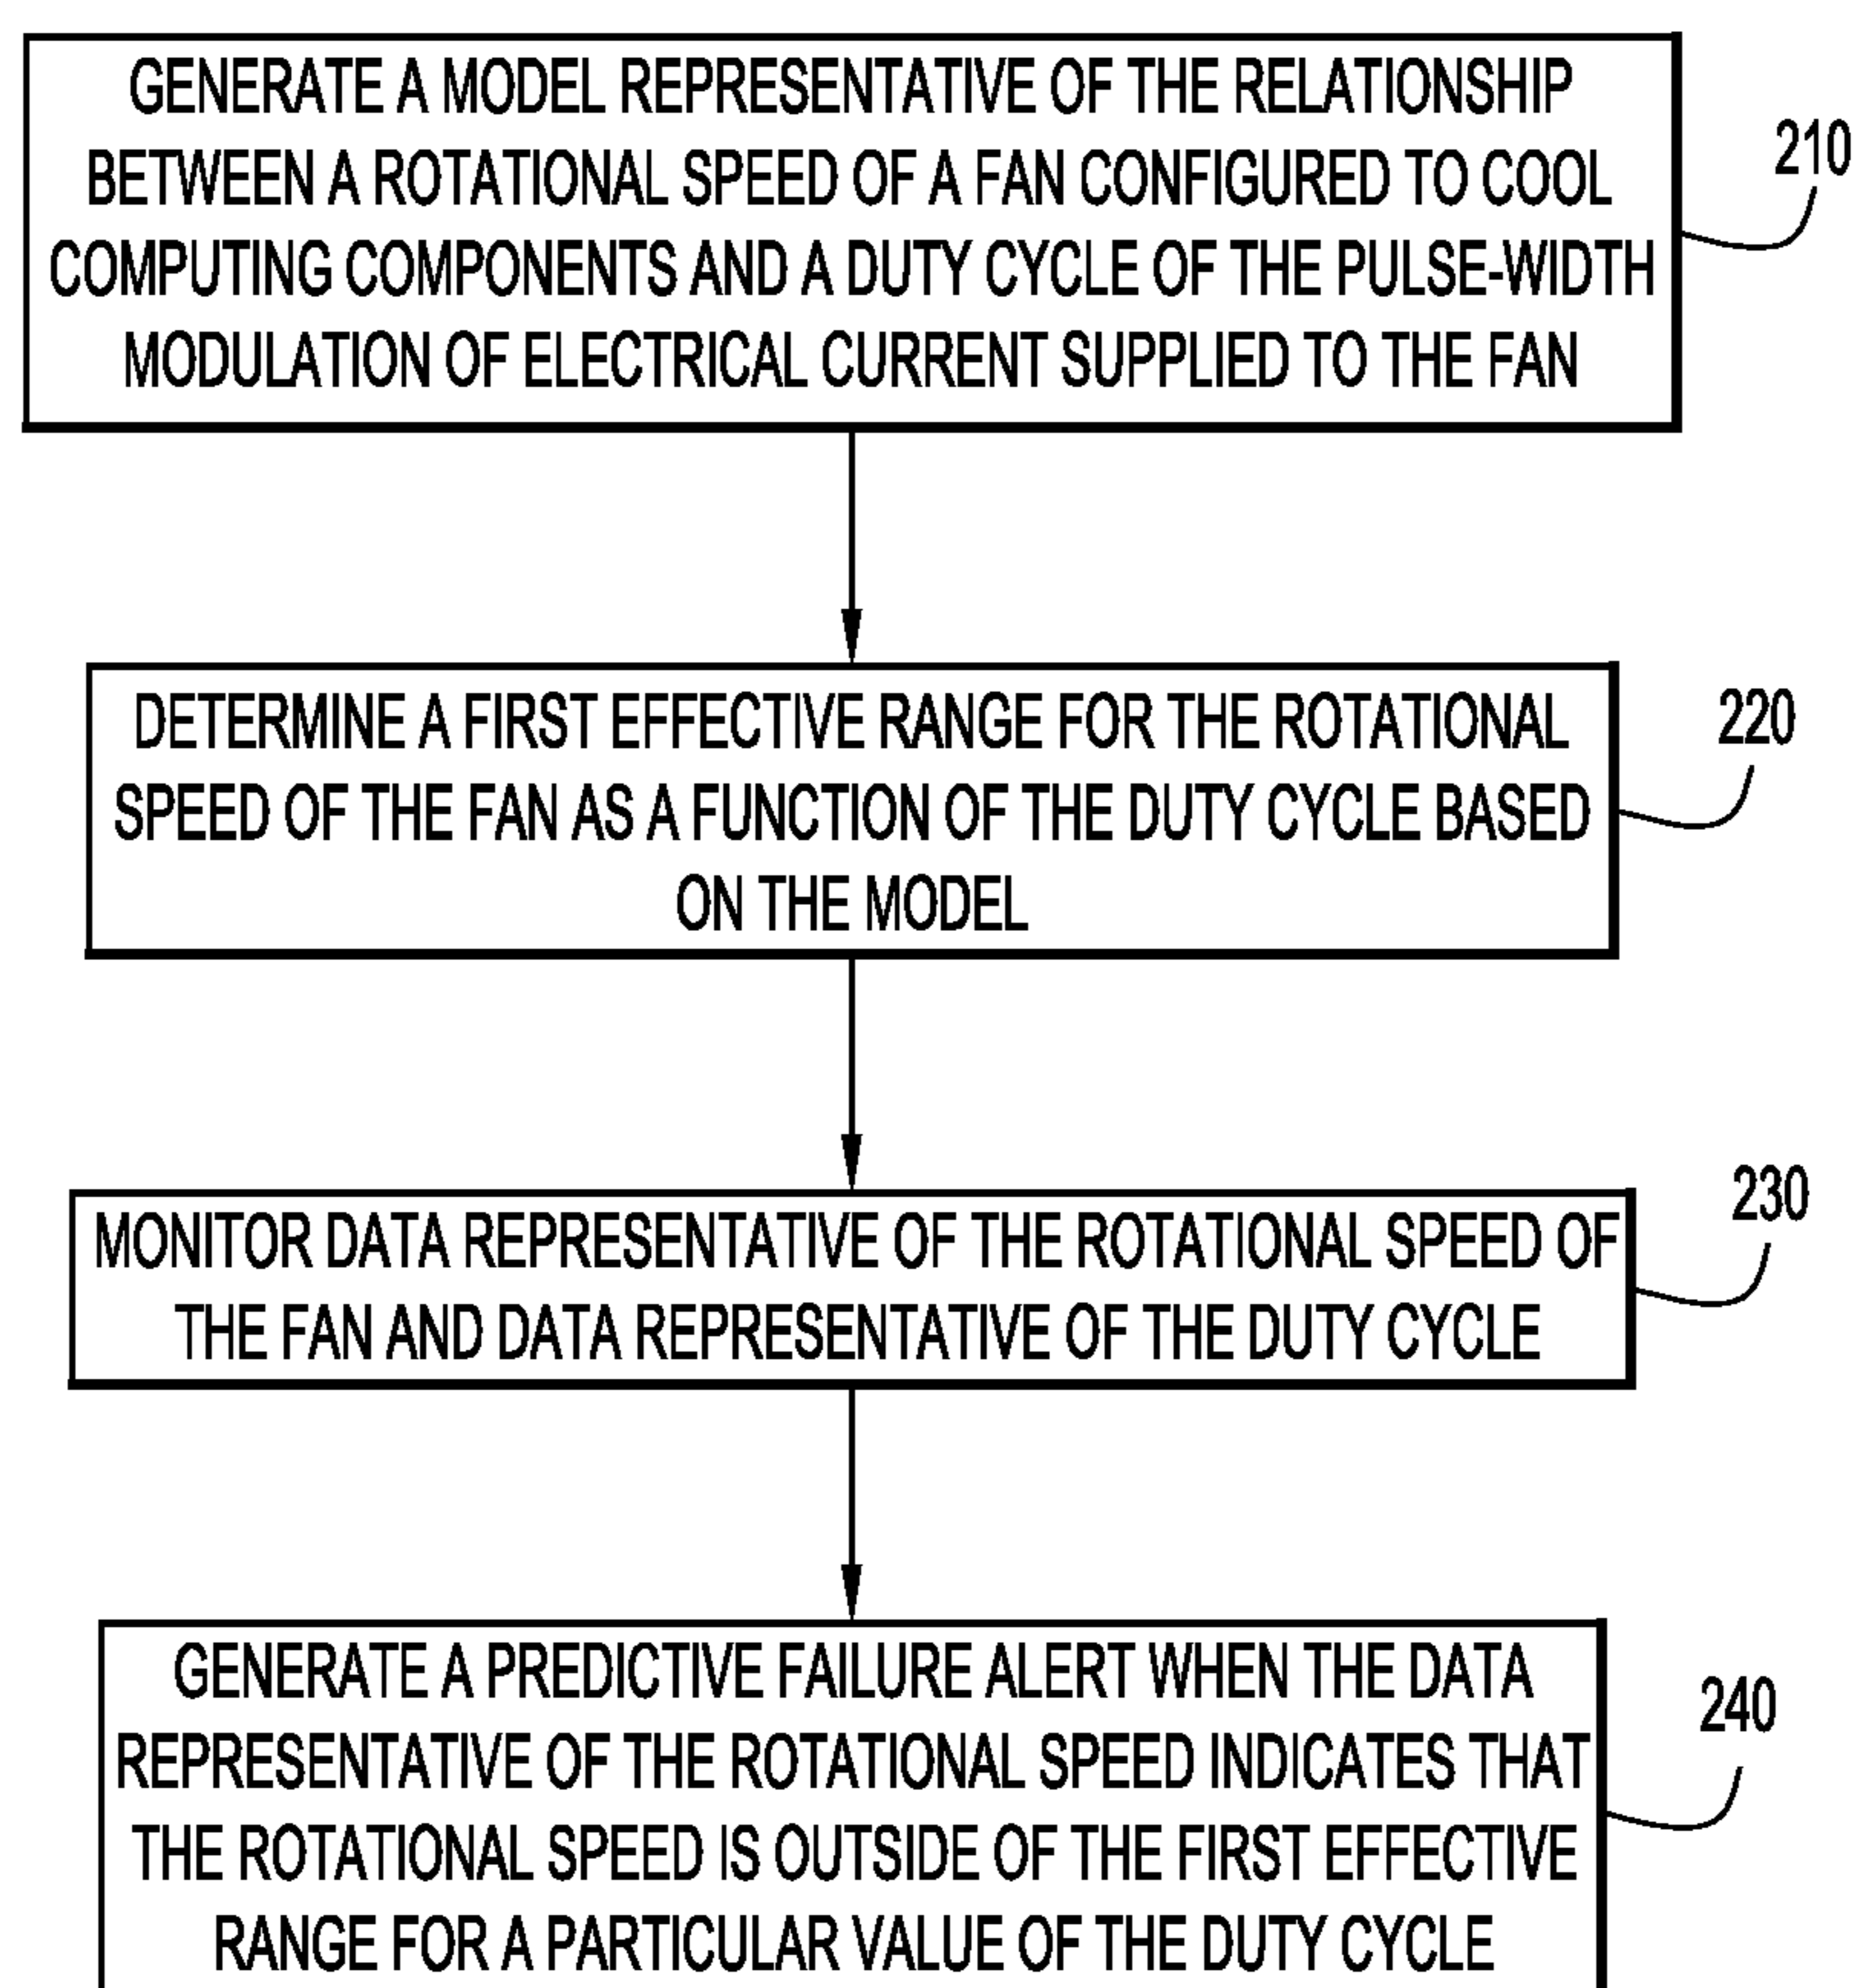 GENERATE A MODEL REPRESENTATIVE OF THE RELATIONSHIP
BETWEEN A ROTATIONAL SPEED OF A FAN CONFIGURED TO COOL
COMPUTING COMPONENTS AND A DUTY CYCLE OF THE PULSE-WIDTH
MODULATION OF ELECTRICAL CURRENT SUPPLIED TO THE FAN
210
DETERMINE A FIRST EFFECTIVE RANGE FOR THE ROTATIONAL
SPEED OF THE FAN AS A FUNCTION OF THE DUTY CYCLE BASED
ON THE MODEL
220
MONITOR DATA REPRESENTATIVE OF THE ROTATIONAL SPEED OF
THE FAN AND DATA REPRESENTATIVE OF THE DUTY CYCLE
230
GENERATE A PREDICTIVE FAILURE ALERT WHEN THE DATA
REPRESENTATIVE OF THE ROTATIONAL SPEED INDICATES THAT
THE ROTATIONAL SPEED IS OUTSIDE OF THE FIRST EFFECTIVE
RANGE FOR A PARTICULAR VALUE OF THE DUTY CYCLE
240